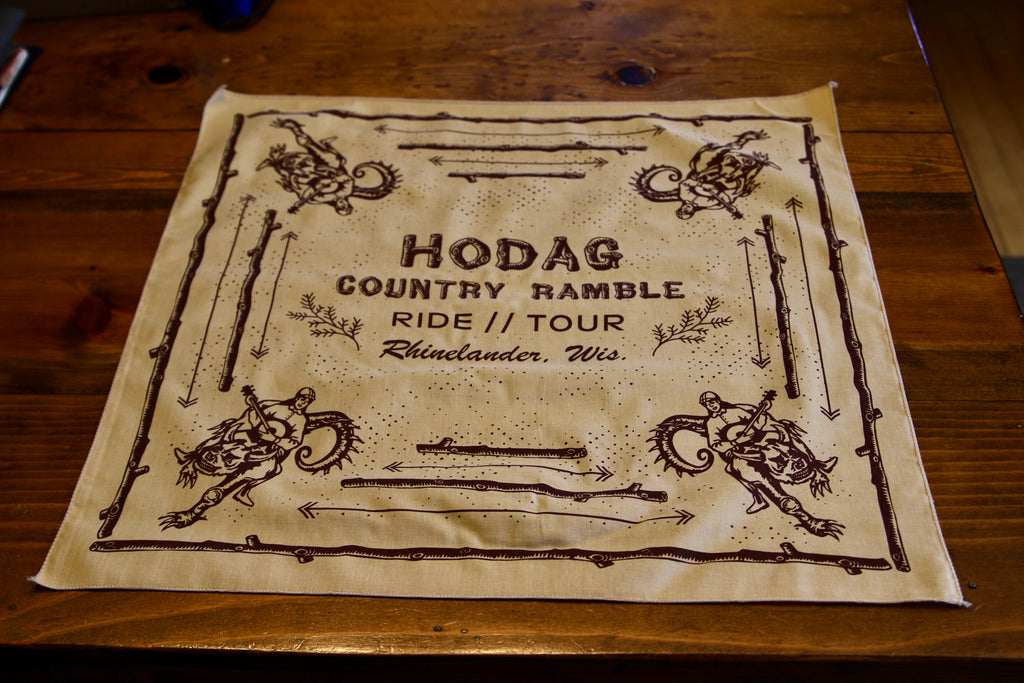 HODAG
COUNTRY RAMBLE
RIDE // TOUR
Rhinelander, Wis.